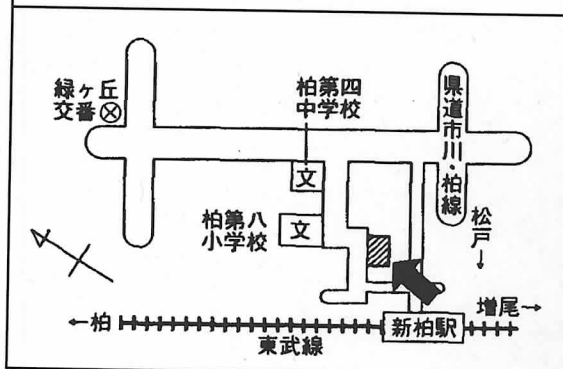 緑ヶ丘
交番
柏第四
中学校
県道市川・柏線
文
柏第八
小学校
文
松戸
↓
増尾→
←柏
新柏駅
東武線